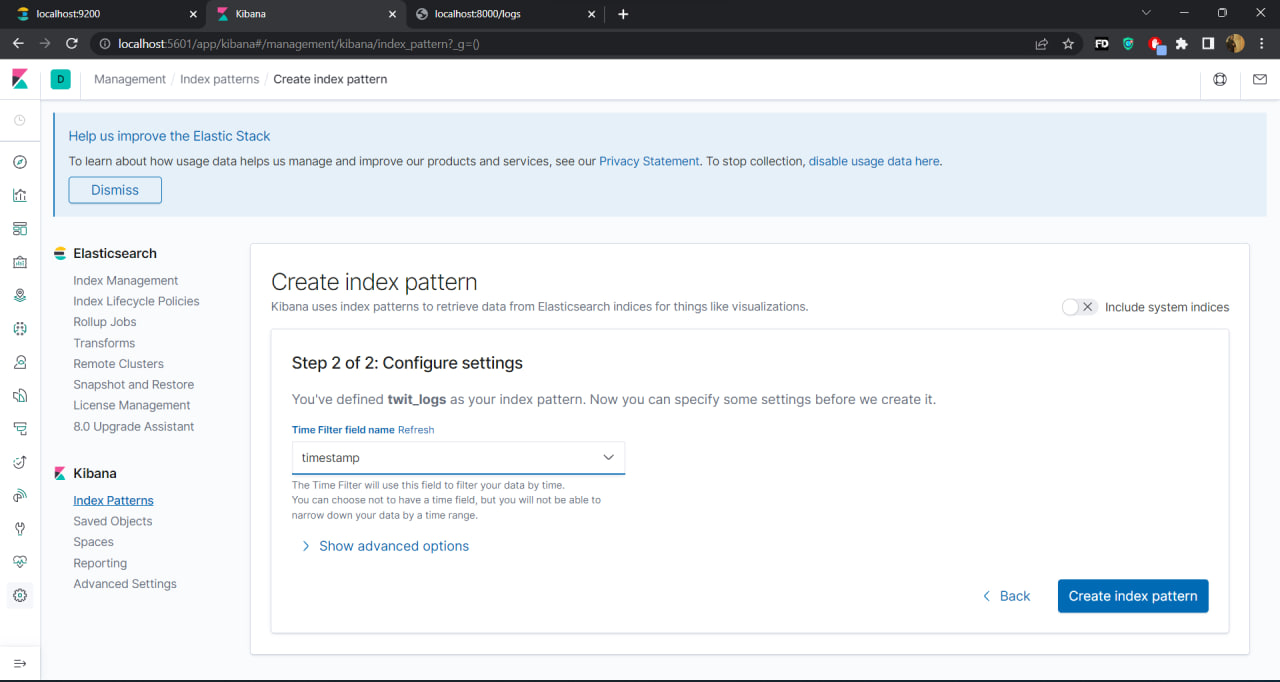 localhost:9200
Kibana
localhost:8000/logs
localhost:5601/app/kibana#/management/kibana/index_pattern?_g=()
FD
D
Management / Index patterns / Create index pattern
Help us improve the Elastic Stack
To learn about how usage data helps us manage and improve our products and services, see our Privacy Statement. To stop collection, disable usage data here.
Dismiss
Elasticsearch
Index Management
Index Lifecycle Policies
Rollup Jobs
Transforms
Remote Clusters
Snapshot and Restore
License Management
8.0 Upgrade Assistant
Kibana
Index Patterns
Saved Objects
Spaces
Reporting
Advanced Settings
Create index pattern
Kibana uses index patterns to retrieve data from Elasticsearch indices for things like visualizations.
Include system indices
Step 2 of 2: Configure settings
You've defined twit_logs as your index pattern. Now you can specify some settings before we create it.
Time Filter field name Refresh
timestamp
The Time Filter will use this field to filter your data by time.
You can choose not to have a time field, but you will not be able to
narrow down your data by a time range.
Show advanced options
Back
Create index pattern